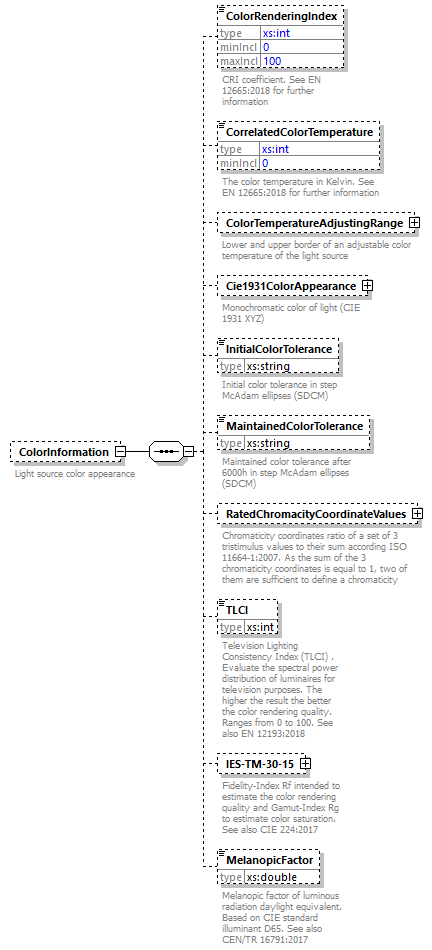 ColorRenderingIndex
type xs:int
minIncl 0
maxIncl 100
CRI coefficient. See EN
12665:2018 for further
information
CorrelatedColorTemperature
type xs:int
minIncl 0
The color temperature in Kelvin. See
EN 12665:2018 for further information
ColorTemperatureAdjustingRange
Lower and upper border of an adjustable color
temperature of the light source
Cie1931ColorAppearance
Monochromatic color of light (CIE
1931 XYZ)
InitialColorTolerance
type xs:string
Initial color tolerance in step
McAdam ellipses (SDCM)
MaintainedColorTolerance
type xs:string
Maintained color tolerance after
6000h in step McAdam ellipses
(SDCM)
ColorInformation
Light source color appearance
RatedChromacityCoordinateValues
Chromaticity coordinates ratio of a set of 3
tristimulus values to their sum according ISO
11664-1:2007. As the sum of the 3
chromaticity coordinates is equal to 1, two of
them are sufficient to define a chromaticity
TLCI
type xs:int
Television Lighting
Consistency Index (TLCI) .
Evaluate the spectral power
distribution of luminaires for
television purposes. The
higher the result the better
the color rendering quality.
Ranges from 0 to 100. See
also EN 12193:2018
IES-TM-30-15
Fidelity-Index Rf intended to
estimate the color rendering
quality and Gamut-Index Rg
to estimate color saturation.
See also CIE 224:2017
MelanopicFactor
type xs:double
Melanopic factor of luminous
radiation daylight equivalent.
Based on CIE standard
illuminant D65. See also
CEN/TR 16791:2017